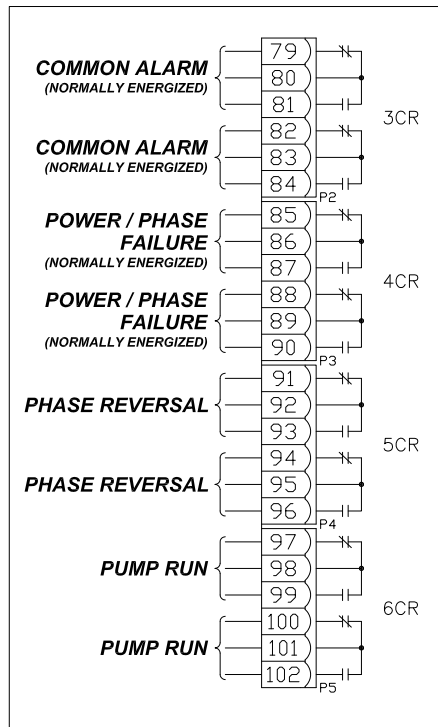 COMMON ALARM
(NORMALLY ENERGIZED)
79
80
81
COMMON ALARM
(NORMALLY ENERGIZED)
82
83
84
3CR
P2
POWER / PHASE
FAILURE
(NORMALLY ENERGIZED)
85
86
87
POWER / PHASE
FAILURE
(NORMALLY ENERGIZED)
88
89
90
4CR
P3
PHASE REVERSAL
91
92
93
PHASE REVERSAL
94
95
96
5CR
P4
PUMP RUN
97
98
99
PUMP RUN
100
101
102
6CR
P5